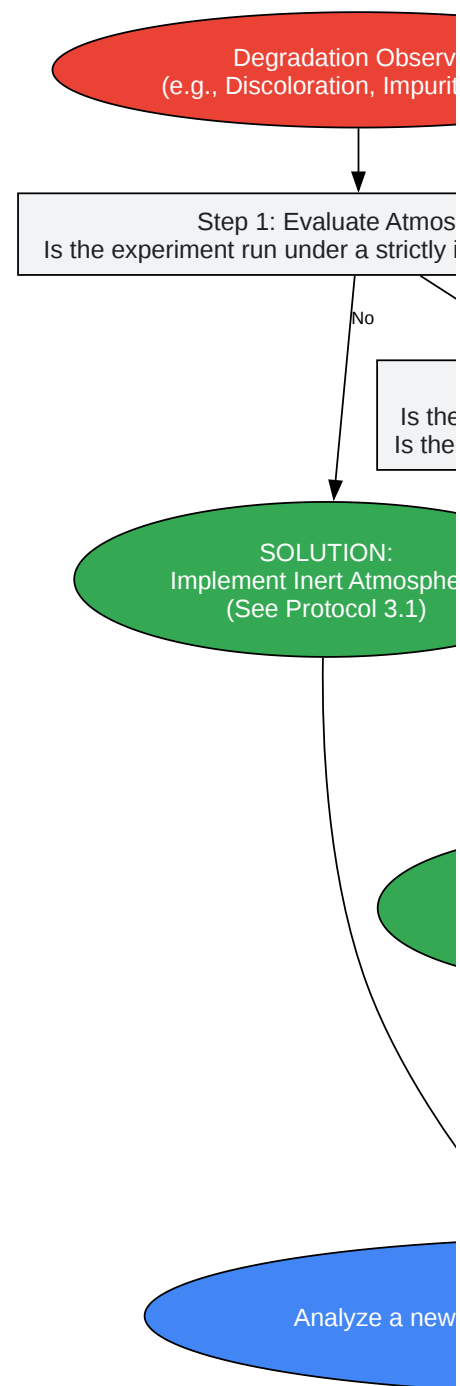 Degradation Observ
(e.g., Discoloration, Impurit
Step 1: Evaluate Atmos
Is the experiment run under a strictly i
No
Is the
Is the
SOLUTION:
Implement Inert Atmosphe
(See Protocol 3.1)
Analyze a new